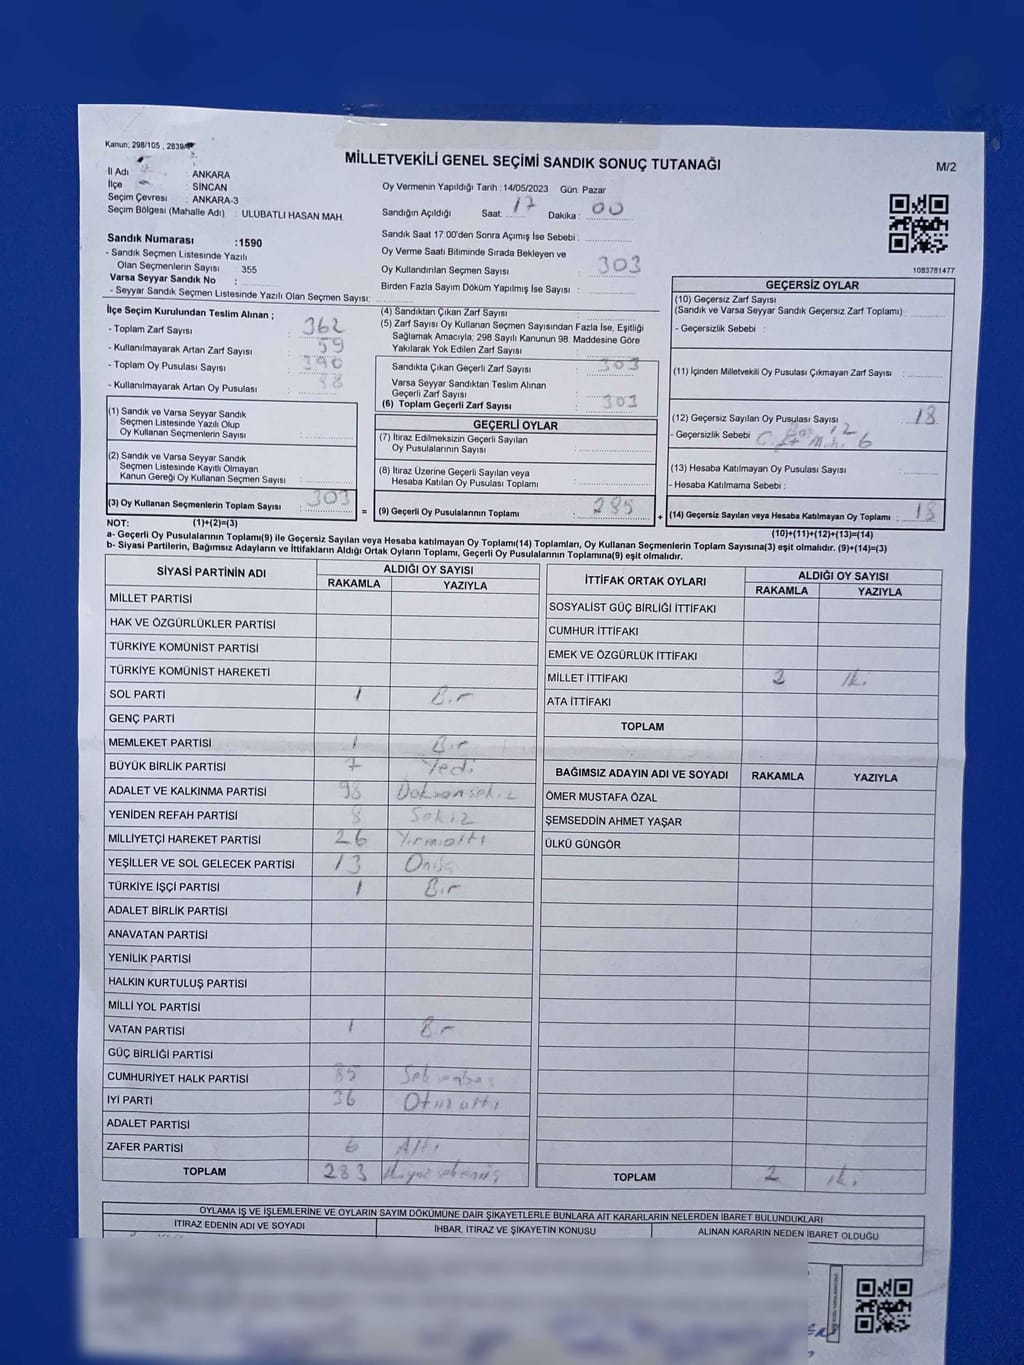 Kanun; 298/105 , 2839/
MİLLETVEKİLİ GENEL SEÇİMİ SANDIK SONUÇ TUTANAĞI
M/2
İl Adı : ANKARA
İlçe : SİNCAN
Seçim Çevresi : ANKARA-3
Seçim Bölgesi (Mahalle Adı) : ULUBATLI HASAN MAH.
Oy Vermenin Yapıldığı Tarih : 14/05/2023 Gün: Pazar
Sandığın Açıldığı Saat: 17 Dakika : 00
Sandık Numarası :1590
- Sandık Seçmen Listesinde Yazılı
Olan Seçmenlerin Sayısı : 355
Varsa Seyyar Sandık No :
- Seyyar Sandık Seçmen Listesinde Yazılı Olan Seçmen Sayısı:
Sandık Saat 17:00'den Sonra Açımış İse Sebebi :
Oy Verme Saati Bitiminde Sırada Bekleyen ve
Oy Kullandırılan Seçmen Sayısı : 303
Birden Fazla Sayım Döküm Yapılmış İse Sayısı :
1083781477
İlçe Seçim Kurulundan Teslim Alınan ;
- Toplam Zarf Sayısı : 362
- Kullanılmayarak Artan Zarf Sayısı : 59
- Toplam Oy Pusulası Sayısı : 390
- Kullanılmayarak Artan Oy Pusulası : 88
(4) Sandıktan Çıkan Zarf Sayısı :
(5) Zarf Sayısı Oy Kullanan Seçmen Sayısından Fazla İse, Eşitliği
Sağlamak Amacıyla; 298 Sayılı Kanunun 98. Maddesine Göre
Yakılarak Yok Edilen Zarf Sayısı :
Sandıkta Çıkan Geçerli Zarf Sayısı : 303
Varsa Seyyar Sandıktan Teslim Alınan
Geçerli Zarf Sayısı :
(6) Toplam Geçerli Zarf Sayısı : 303
GEÇERSİZ OYLAR
(10) Geçersiz Zarf Sayısı
(Sandık ve Varsa Seyyar Sandık Geçersiz Zarf Toplamı) :
- Geçersizlik Sebebi :
(11) İçinden Milletvekili Oy Pusulası Çıkmayan Zarf Sayısı :
(12) Geçersiz Sayılan Oy Pusulası Sayısı : 18
- Geçersizlik Sebebi
(13) Hesaba Katılmayan Oy Pusulası Sayısı :
- Hesaba Katılmama Sebebi :
(14) Geçersiz Sayılan veya Hesaba Katılmayan Oy Toplamı : 18
(1) Sandık ve Varsa Seyyar Sandık
Seçmen Listesinde Yazılı Olup
Oy Kullanan Seçmenlerin Sayısı :
(2) Sandık ve Varsa Seyyar Sandık
Seçmen Listesinde Kayıtlı Olmayan
Kanun Gereği Oy Kullanan Seçmen Sayısı :
(3) Oy Kullanan Seçmenlerin Toplam Sayısı : 303 =
GEÇERLİ OYLAR
(7) İtiraz Edilmeksizin Geçerli Sayılan
Oy Pusulalarının Sayısı :
(8) İtiraz Üzerine Geçerli Sayılan veya
Hesaba Katılan Oy Pusulası Toplamı :
(9) Geçerli Oy Pusulalarının Toplamı : 285 +
NOT: (1)+(2)=(3) (10)+(11)+(12)+(13)=(14)
a- Geçerli Oy Pusulalarının Toplamı(9) ile Geçersiz Sayılan veya Hesaba katılmayan Oy Toplamı(14) Toplamları, Oy Kullanan Seçmenlerin Toplam Sayısına(3) eşit olmalıdır. (9)+(14)=(3)
b- Siyasi Partilerin, Bağımsız Adayların ve İttifakların Aldığı Ortak Oyların Toplamı, Geçerli Oy Pusulalarının Toplamına(9) eşit olmalıdır.
SİYASİ PARTİNİN ADI ALDIĞI OY SAYISI
RAKAMLA YAZIYLA
MİLLET PARTİSİ
HAK VE ÖZGÜRLÜKLER PARTİSİ
TÜRKİYE KOMÜNİST PARTİSİ
TÜRKİYE KOMÜNİST HAREKETİ
SOL PARTİ 1 Bir
GENÇ PARTİ
MEMLEKET PARTİSİ 1 Bir
BÜYÜK BİRLİK PARTİSİ 7 Yedi
ADALET VE KALKINMA PARTİSİ 98 Doksansekiz
YENİDEN REFAH PARTİSİ 8 Sekiz
MİLLİYETÇİ HAREKET PARTİSİ 26 Yirmialtı
YEŞİLLER VE SOL GELECEK PARTİSİ 13 Onüç
TÜRKİYE İŞÇİ PARTİSİ 1 Bir
ADALET BİRLİK PARTİSİ
ANAVATAN PARTİSİ
YENİLİK PARTİSİ
HALKIN KURTULUŞ PARTİSİ
MİLLİ YOL PARTİSİ
VATAN PARTİSİ 1 Bir
GÜÇ BİRLİĞİ PARTİSİ
CUMHURİYET HALK PARTİSİ 85 Seksenbeş
İYİ PARTİ 36 Otuzaltı
ADALET PARTİSİ
ZAFER PARTİSİ 6 Altı
TOPLAM 283 İkiyüzseksenüç
İTTİFAK ORTAK OYLARI ALDIĞI OY SAYISI
RAKAMLA YAZIYLA
SOSYALİST GÜÇ BİRLİĞİ İTTİFAKI
CUMHUR İTTİFAKI
EMEK VE ÖZGÜRLÜK İTTİFAKI
MİLLET İTTİFAKI 2 İki
ATA İTTİFAKI
TOPLAM
BAĞIMSIZ ADAYIN ADI VE SOYADI RAKAMLA YAZIYLA
ÖMER MUSTAFA ÖZAL
ŞEMSEDDİN AHMET YAŞAR
ÜLKÜ GÜNGÖR
TOPLAM 2 İki
OYLAMA İŞ VE İŞLEMLERİNE VE OYLARIN SAYIM DÖKÜMÜNE DAİR ŞİKAYETLERLE BUNLARA AİT KARARLARIN NELERDEN İBARET BULUNDUKLARI
İTİRAZ EDENİN ADI VE SOYADI İHBAR, İTİRAZ VE ŞİKAYETİN KONUSU ALINAN KARARIN NEDEN İBARET OLDUĞU